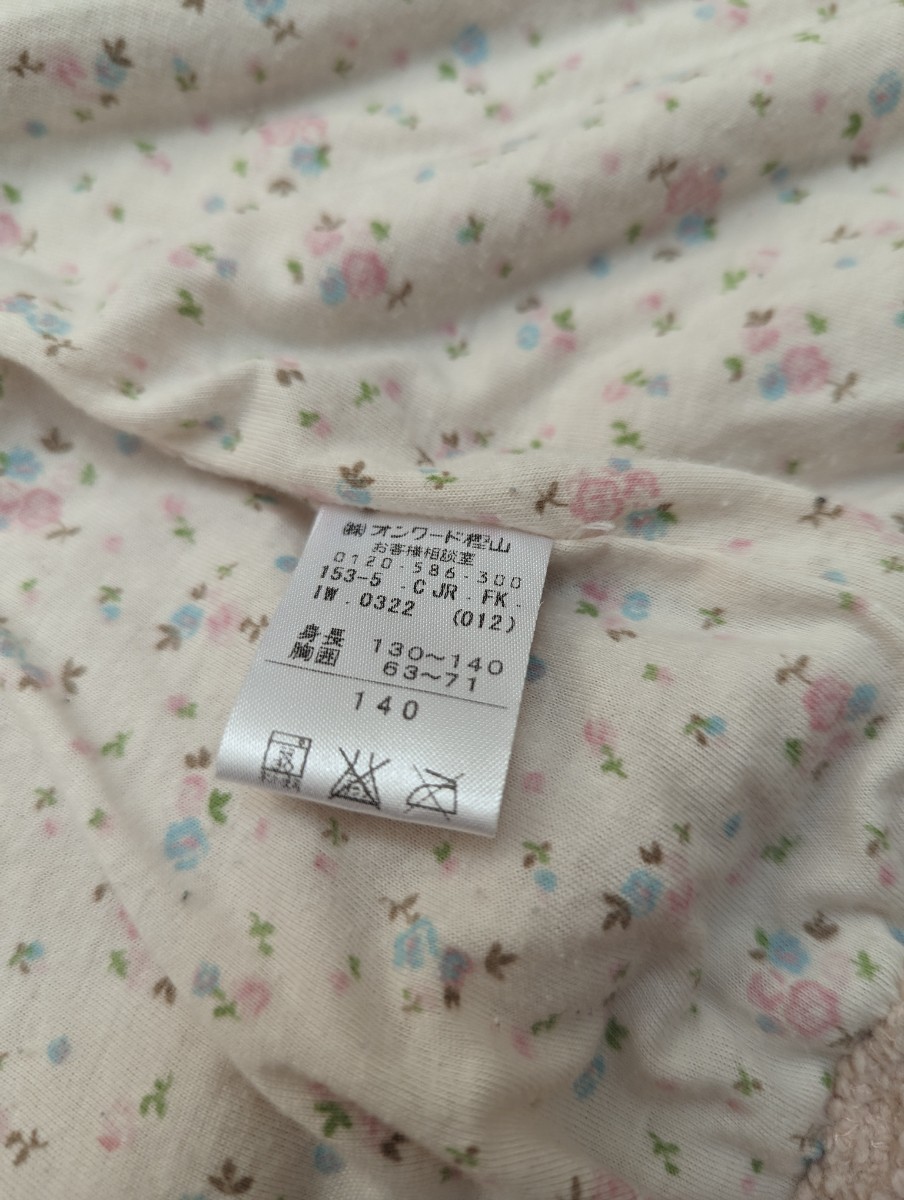 ㈱オンワード樫山
お客様相談室
0120-586-300
153-5 .C JR . FK .
IW . 0322 (012)
身長 130〜140
胸囲 63〜71
140